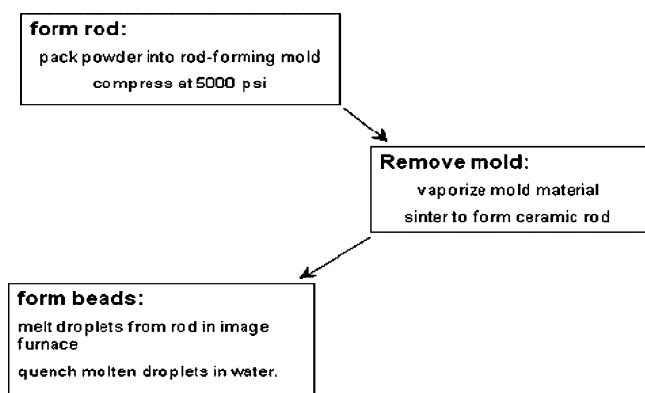 form rod:
pack powder into rod-forming mold
compress at 5000 psi
Remove mold:
vaporize mold material
sinter to form ceramic rod
form beads:
melt droplets from rod in image
furnace
quench molten droplets in water.